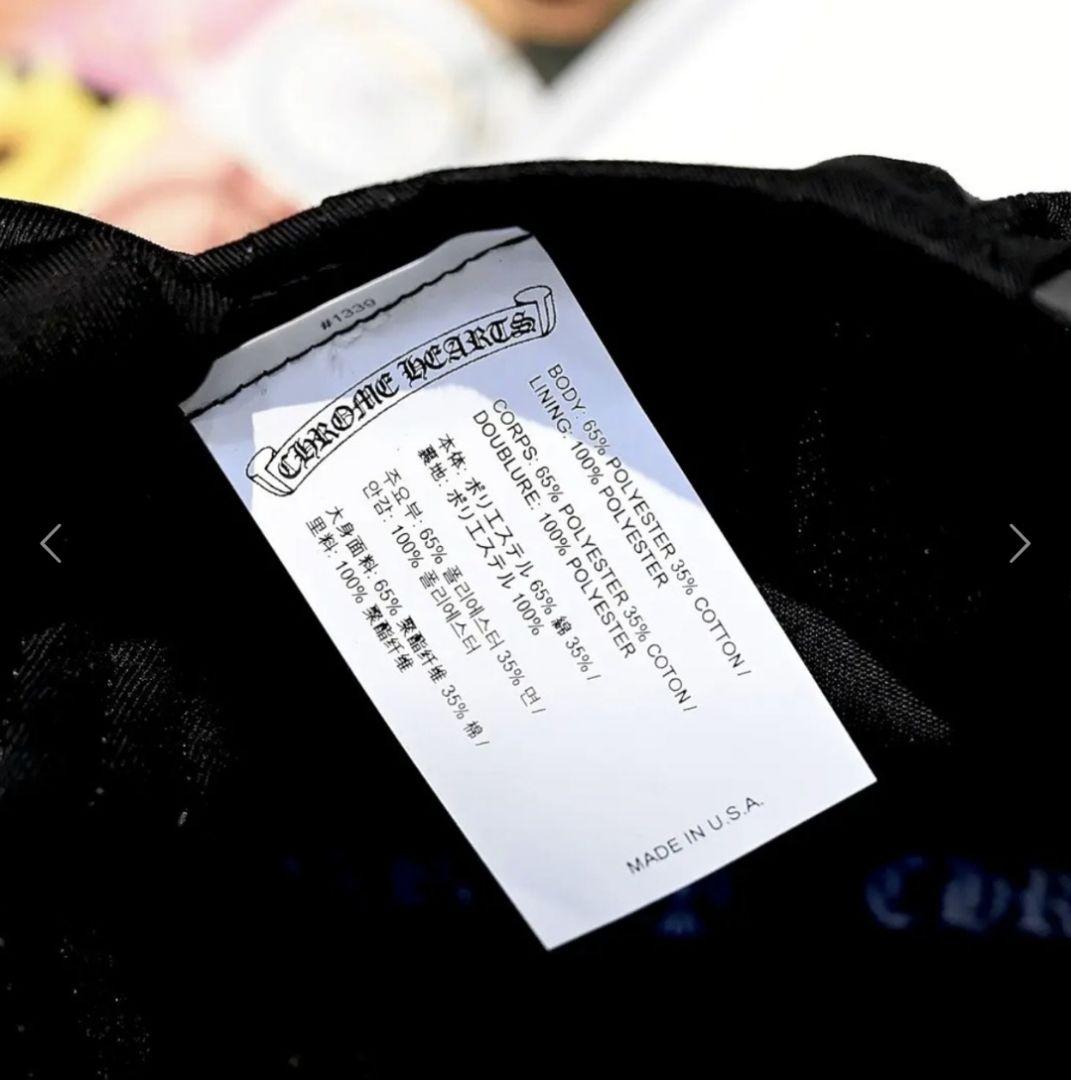 #1339
CHROME HEARTS
BODY: 65% POLYESTER 35% COTTON /
LINING: 100% POLYESTER
CORPS: 65% POLYESTER 35% COTON /
DOUBLURE: 100% POLYESTER
本体: ポリエステル 65% 綿 35% /
裏地: ポリエステル 100%
주요부: 65% 폴리에스터 35% 면 /
안감: 100% 폴리에스터
大身面料: 65% 聚酯纤维 35% 棉 /
里料: 100% 聚酯纤维
MADE IN U.S.A.